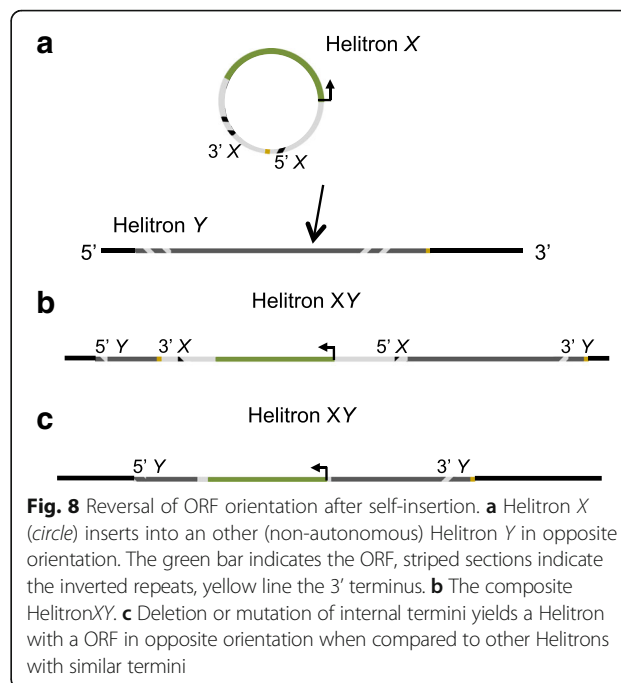 a
Helitron X
3' X
5' X
Helitron Y
5'
3'
b
Helitron XY
5' Y
3' X
5' X
3' Y
c
Helitron XY
5' Y
3' Y
Fig. 8 Reversal of ORF orientation after self-insertion. a Helitron X
(circle) inserts into an other (non-autonomous) Helitron Y in opposite
orientation. The green bar indicates the ORF, striped sections indicate
the inverted repeats, yellow line the 3' terminus. b The composite
HelitronXY. c Deletion or mutation of internal termini yields a Helitron
with a ORF in opposite orientation when compared to other Helitrons
with similar termini